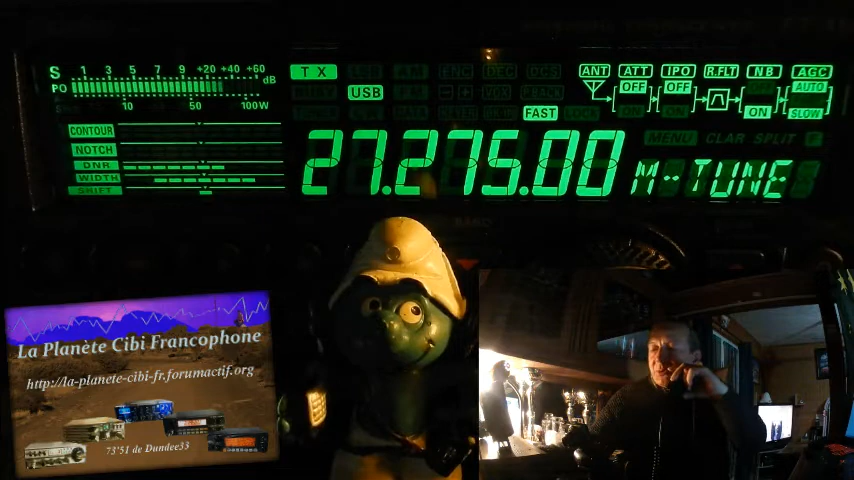 S 1 3 5 7 9 +20 +40 +60 dB
PO 10 50 100W
TX
USB
FAST
ANT ATT IPO R.FLT NB AGC
OFF OFF AUTO
ON SLOW
CONTOUR
NOTCH
DNR
WIDTH
SHIFT
MENU CLAR SPLIT
27.275.00 M-TUNE
La Planète Cibi Francophone
http://la-planete-cibi-fr.forumactif.org
73'51 de Dundee33